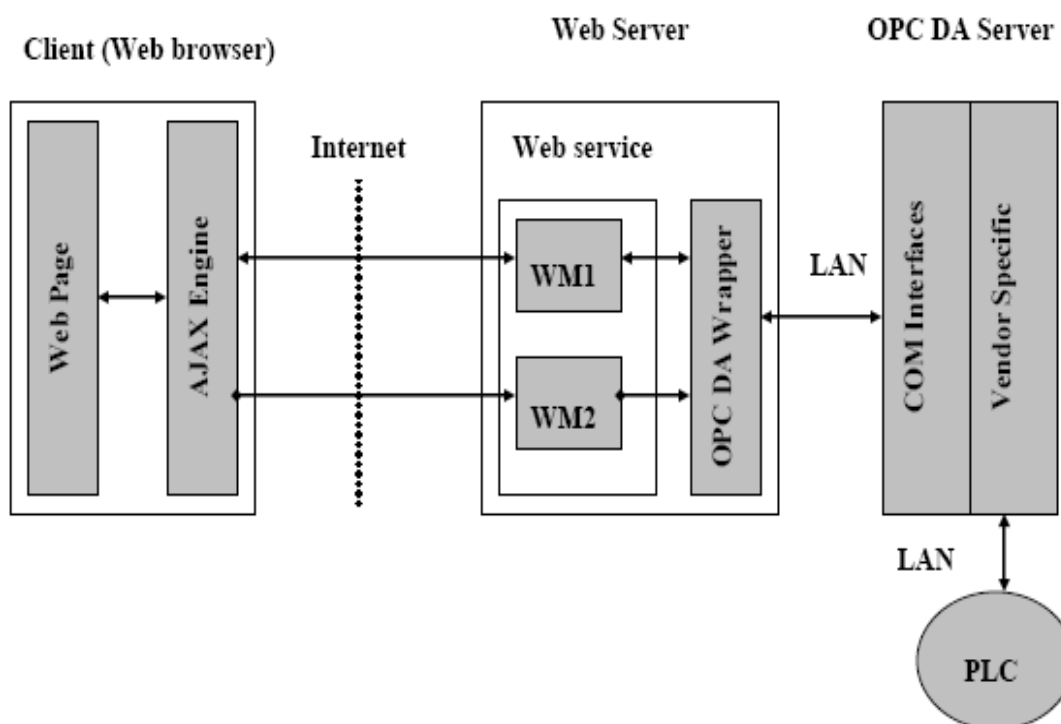 Client (Web browser)
Web Server
OPC DA Server
Internet
Web service
Web Page
AJAX Engine
WM1
WM2
OPC DA Wrapper
LAN
COM Interfaces
Vendor Specific
LAN
PLC